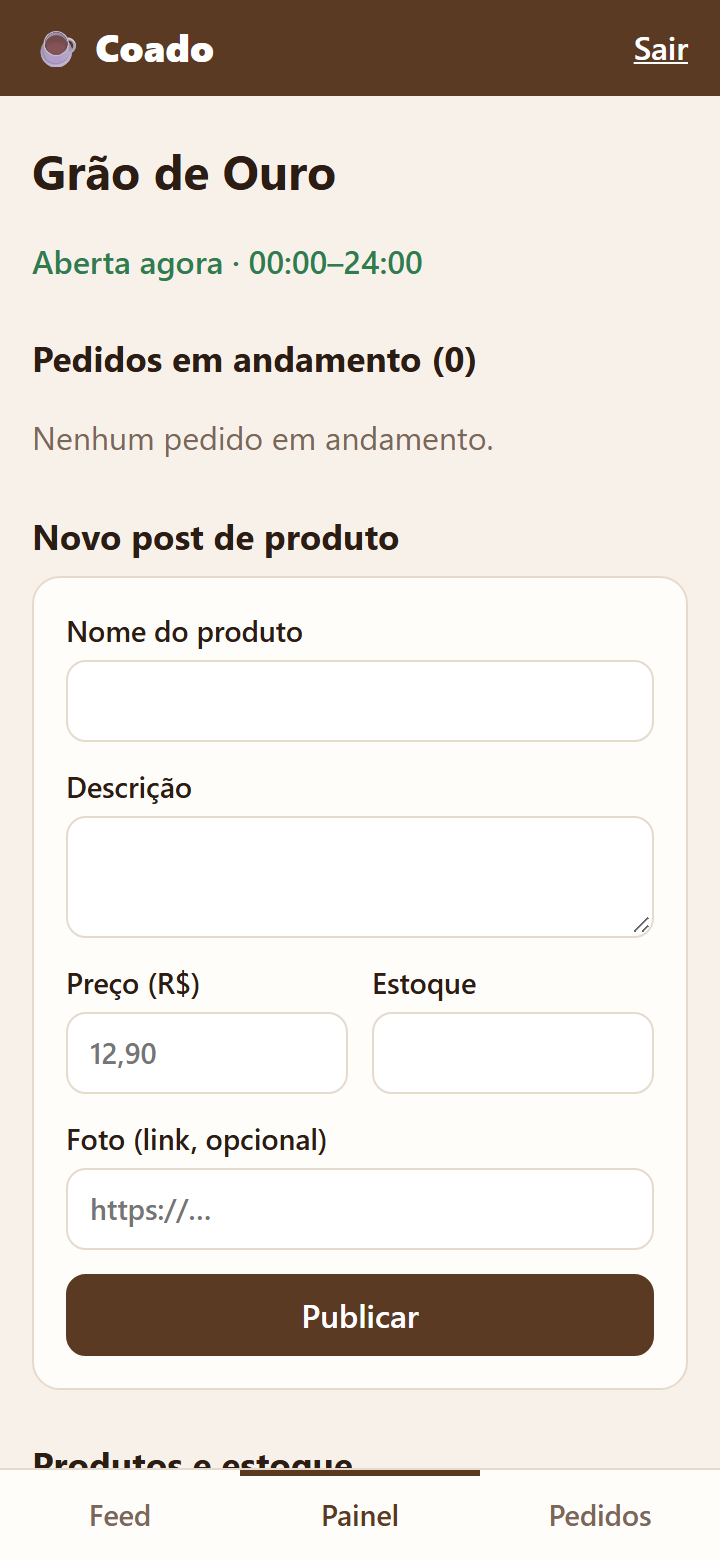 Coado
Sair
Grão de Ouro
Aberta agora · 00:00–24:00
Pedidos em andamento (0)
Nenhum pedido em andamento.
Novo post de produto
Nome do produto
Descrição
Preço (R$)
Estoque
12,90
Foto (link, opcional)
https://...
Publicar
Produtos e estoque
Feed
Painel
Pedidos